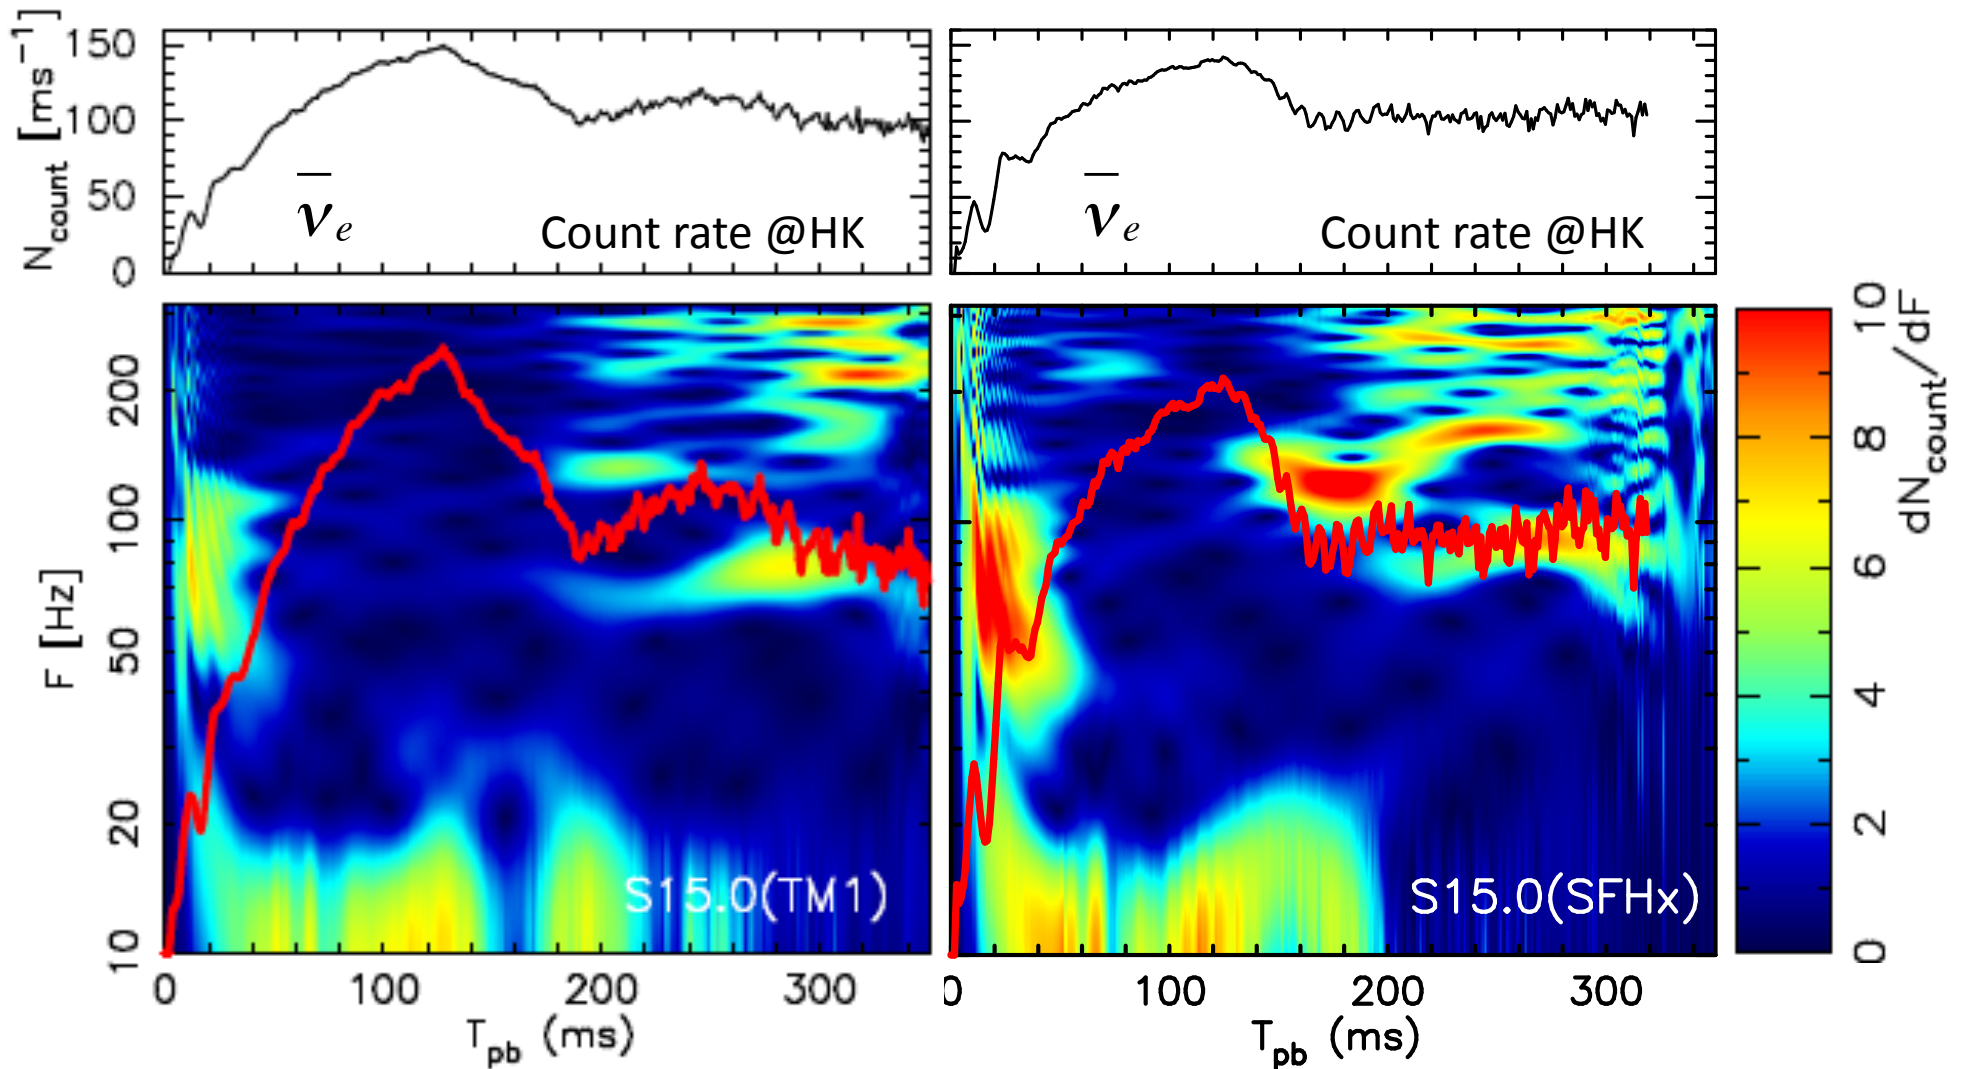 N_count [ms^-1]
150
100
50
0
ν̄_e
Count rate @HK
ν̄_e
Count rate @HK
F [Hz]
200
100
50
20
10
S15.0(TM1)
S15.0(SFHx)
0 100 200 300
T_pb (ms)
0 100 200 300
T_pb (ms)
10
8
6
4
2
0
dN_count/dF